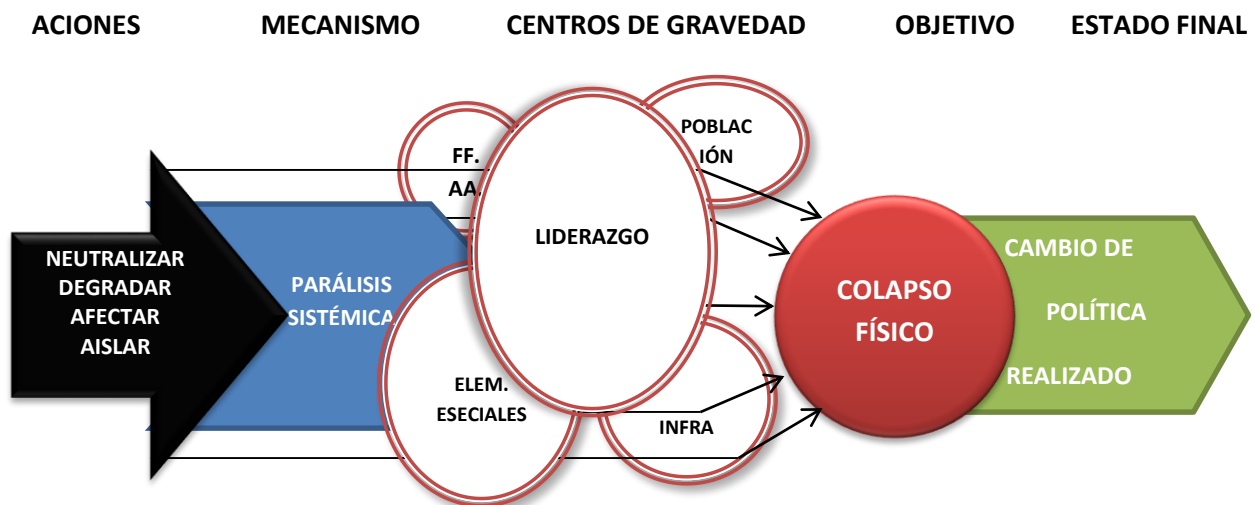 ACIONES MECANISMO CENTROS DE GRAVEDAD OBJETIVO ESTADO FINAL
NEUTRALIZAR
DEGRADAR
AFECTAR
AISLAR
PARÁLISIS
SISTÉMICA
FF.
AA.
POBLAC
IÓN
LIDERAZGO
ELEM.
ESECIALES
INFRA
COLAPSO
FÍSICO
CAMBIO DE
POLÍTICA
REALIZADO